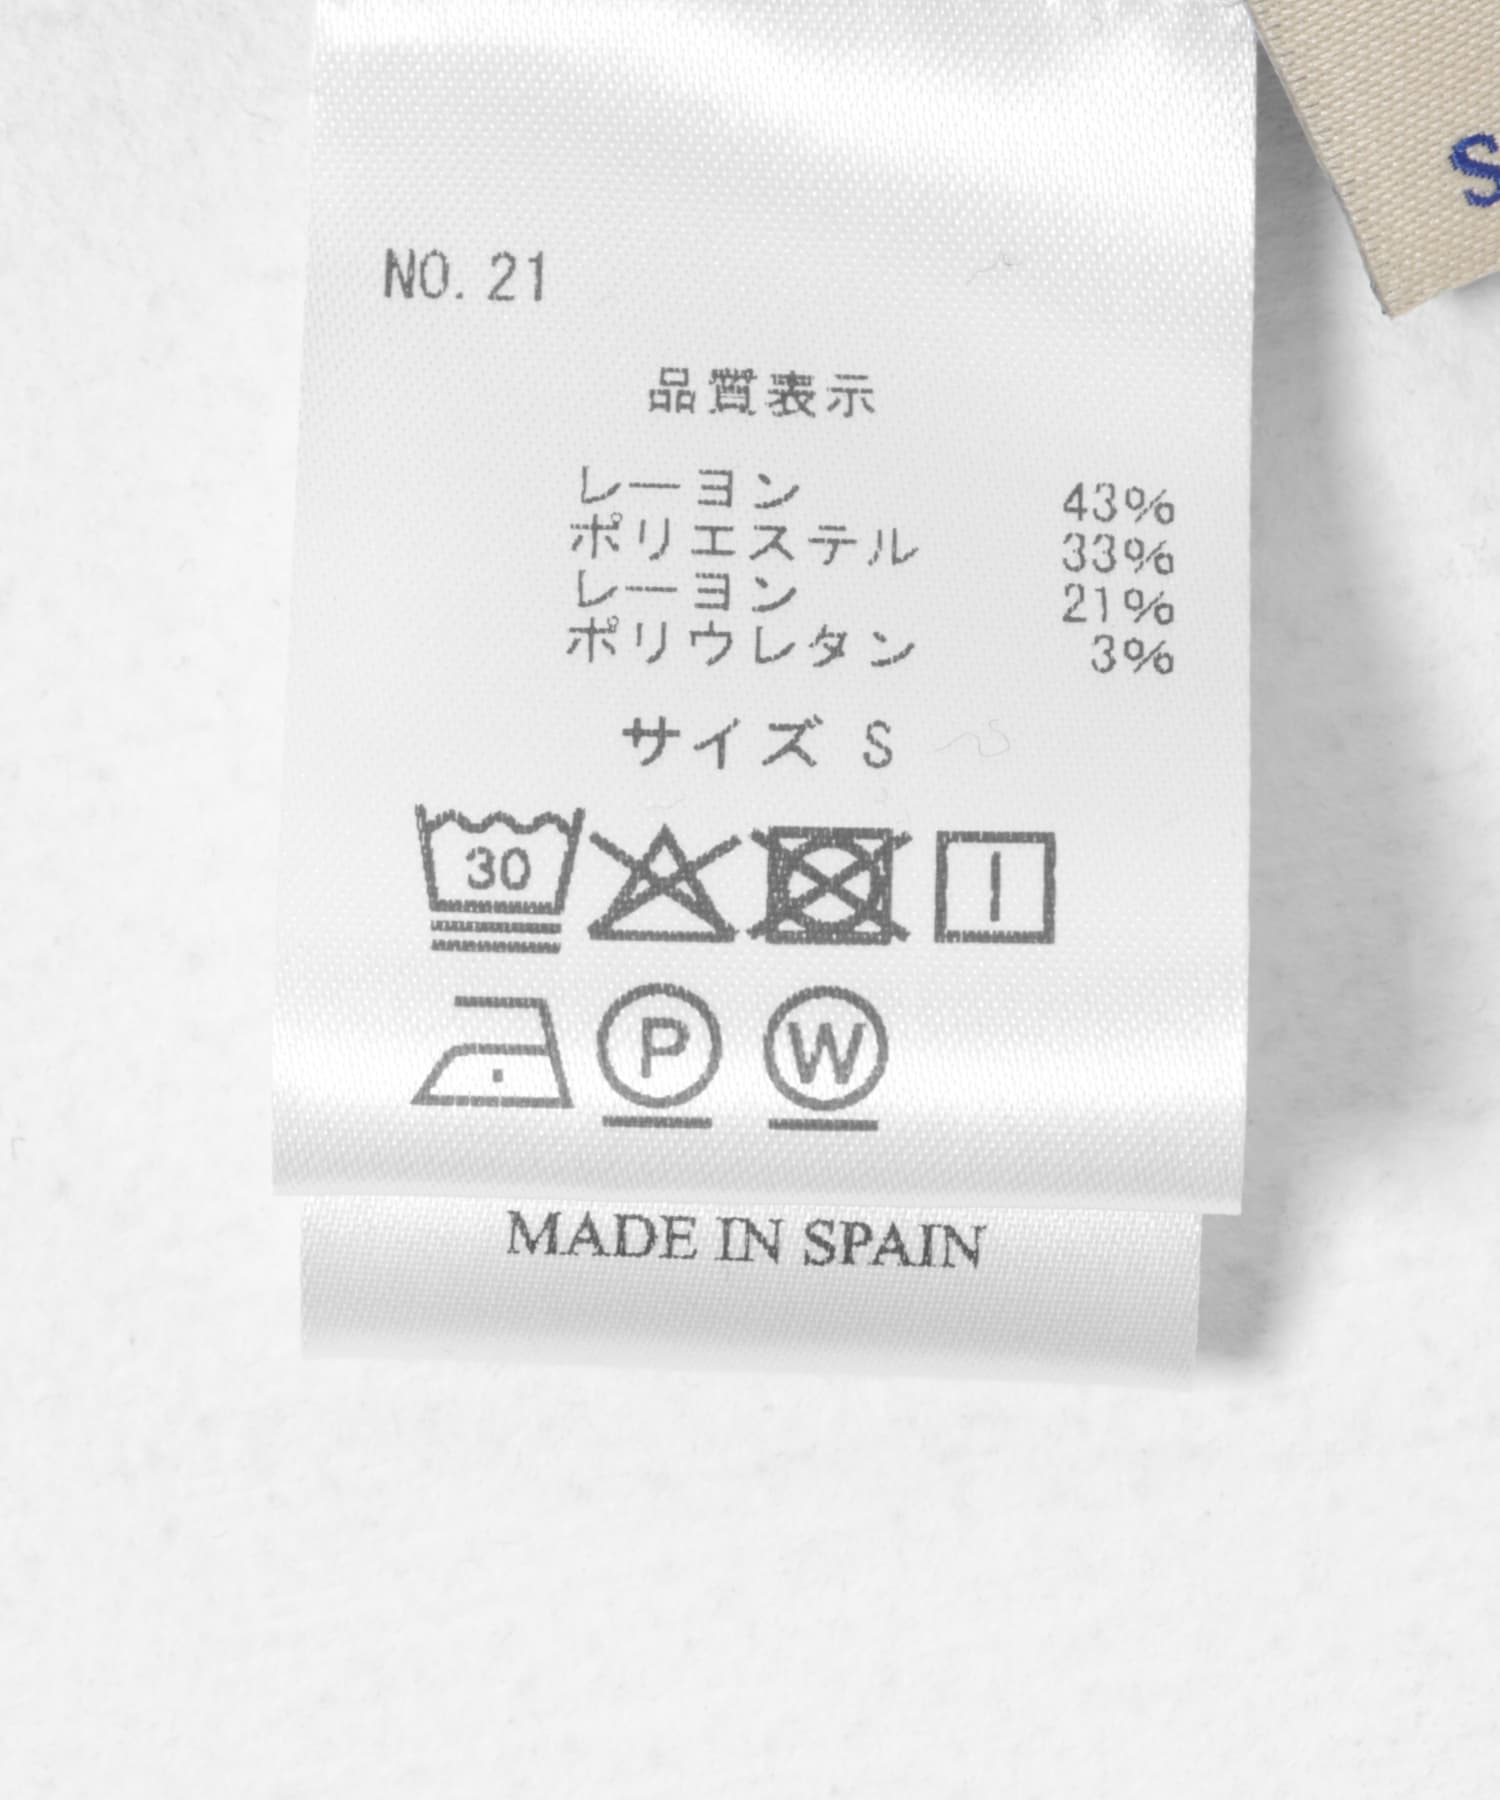 NO. 21
品質表示
レーヨン 43%
ポリエステル 33%
レーヨン 21%
ポリウレタン 3%
サイズ S
30
P W
MADE IN SPAIN
S